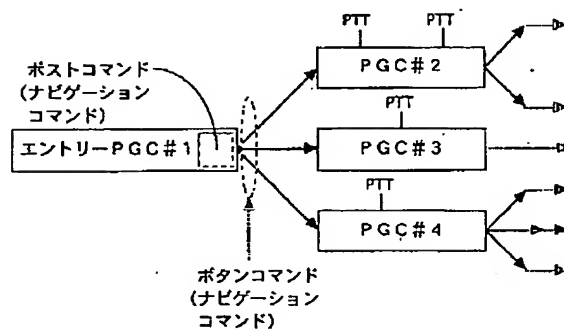 PTT PTT
PGC#2
ポストコマンド
(ナビゲーション
コマンド)
PTT
エントリーPGC#1
PGC#3
PTT
PGC#4
ボタンコマンド
(ナビゲーション
コマンド)